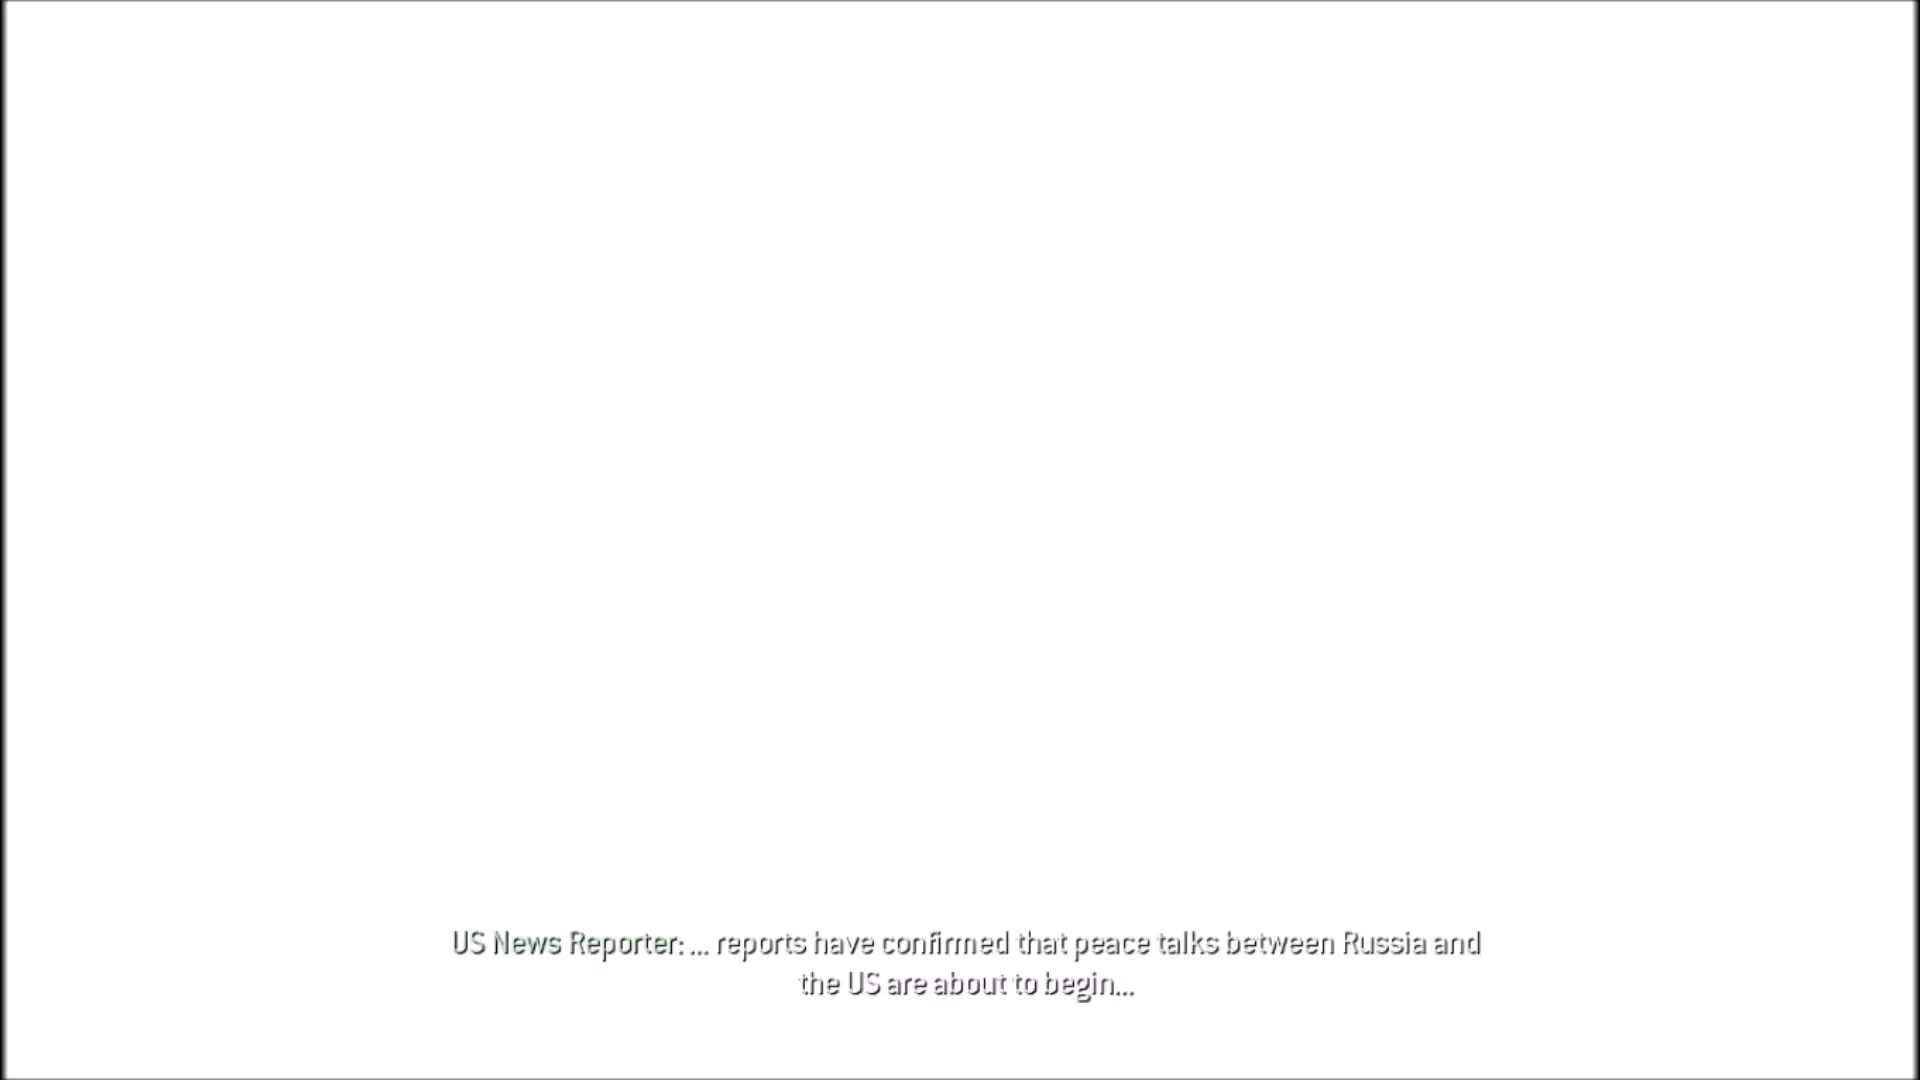 US News Reporter: ... reports have confirmed that peace talks between Russia and
the US are about to begin...